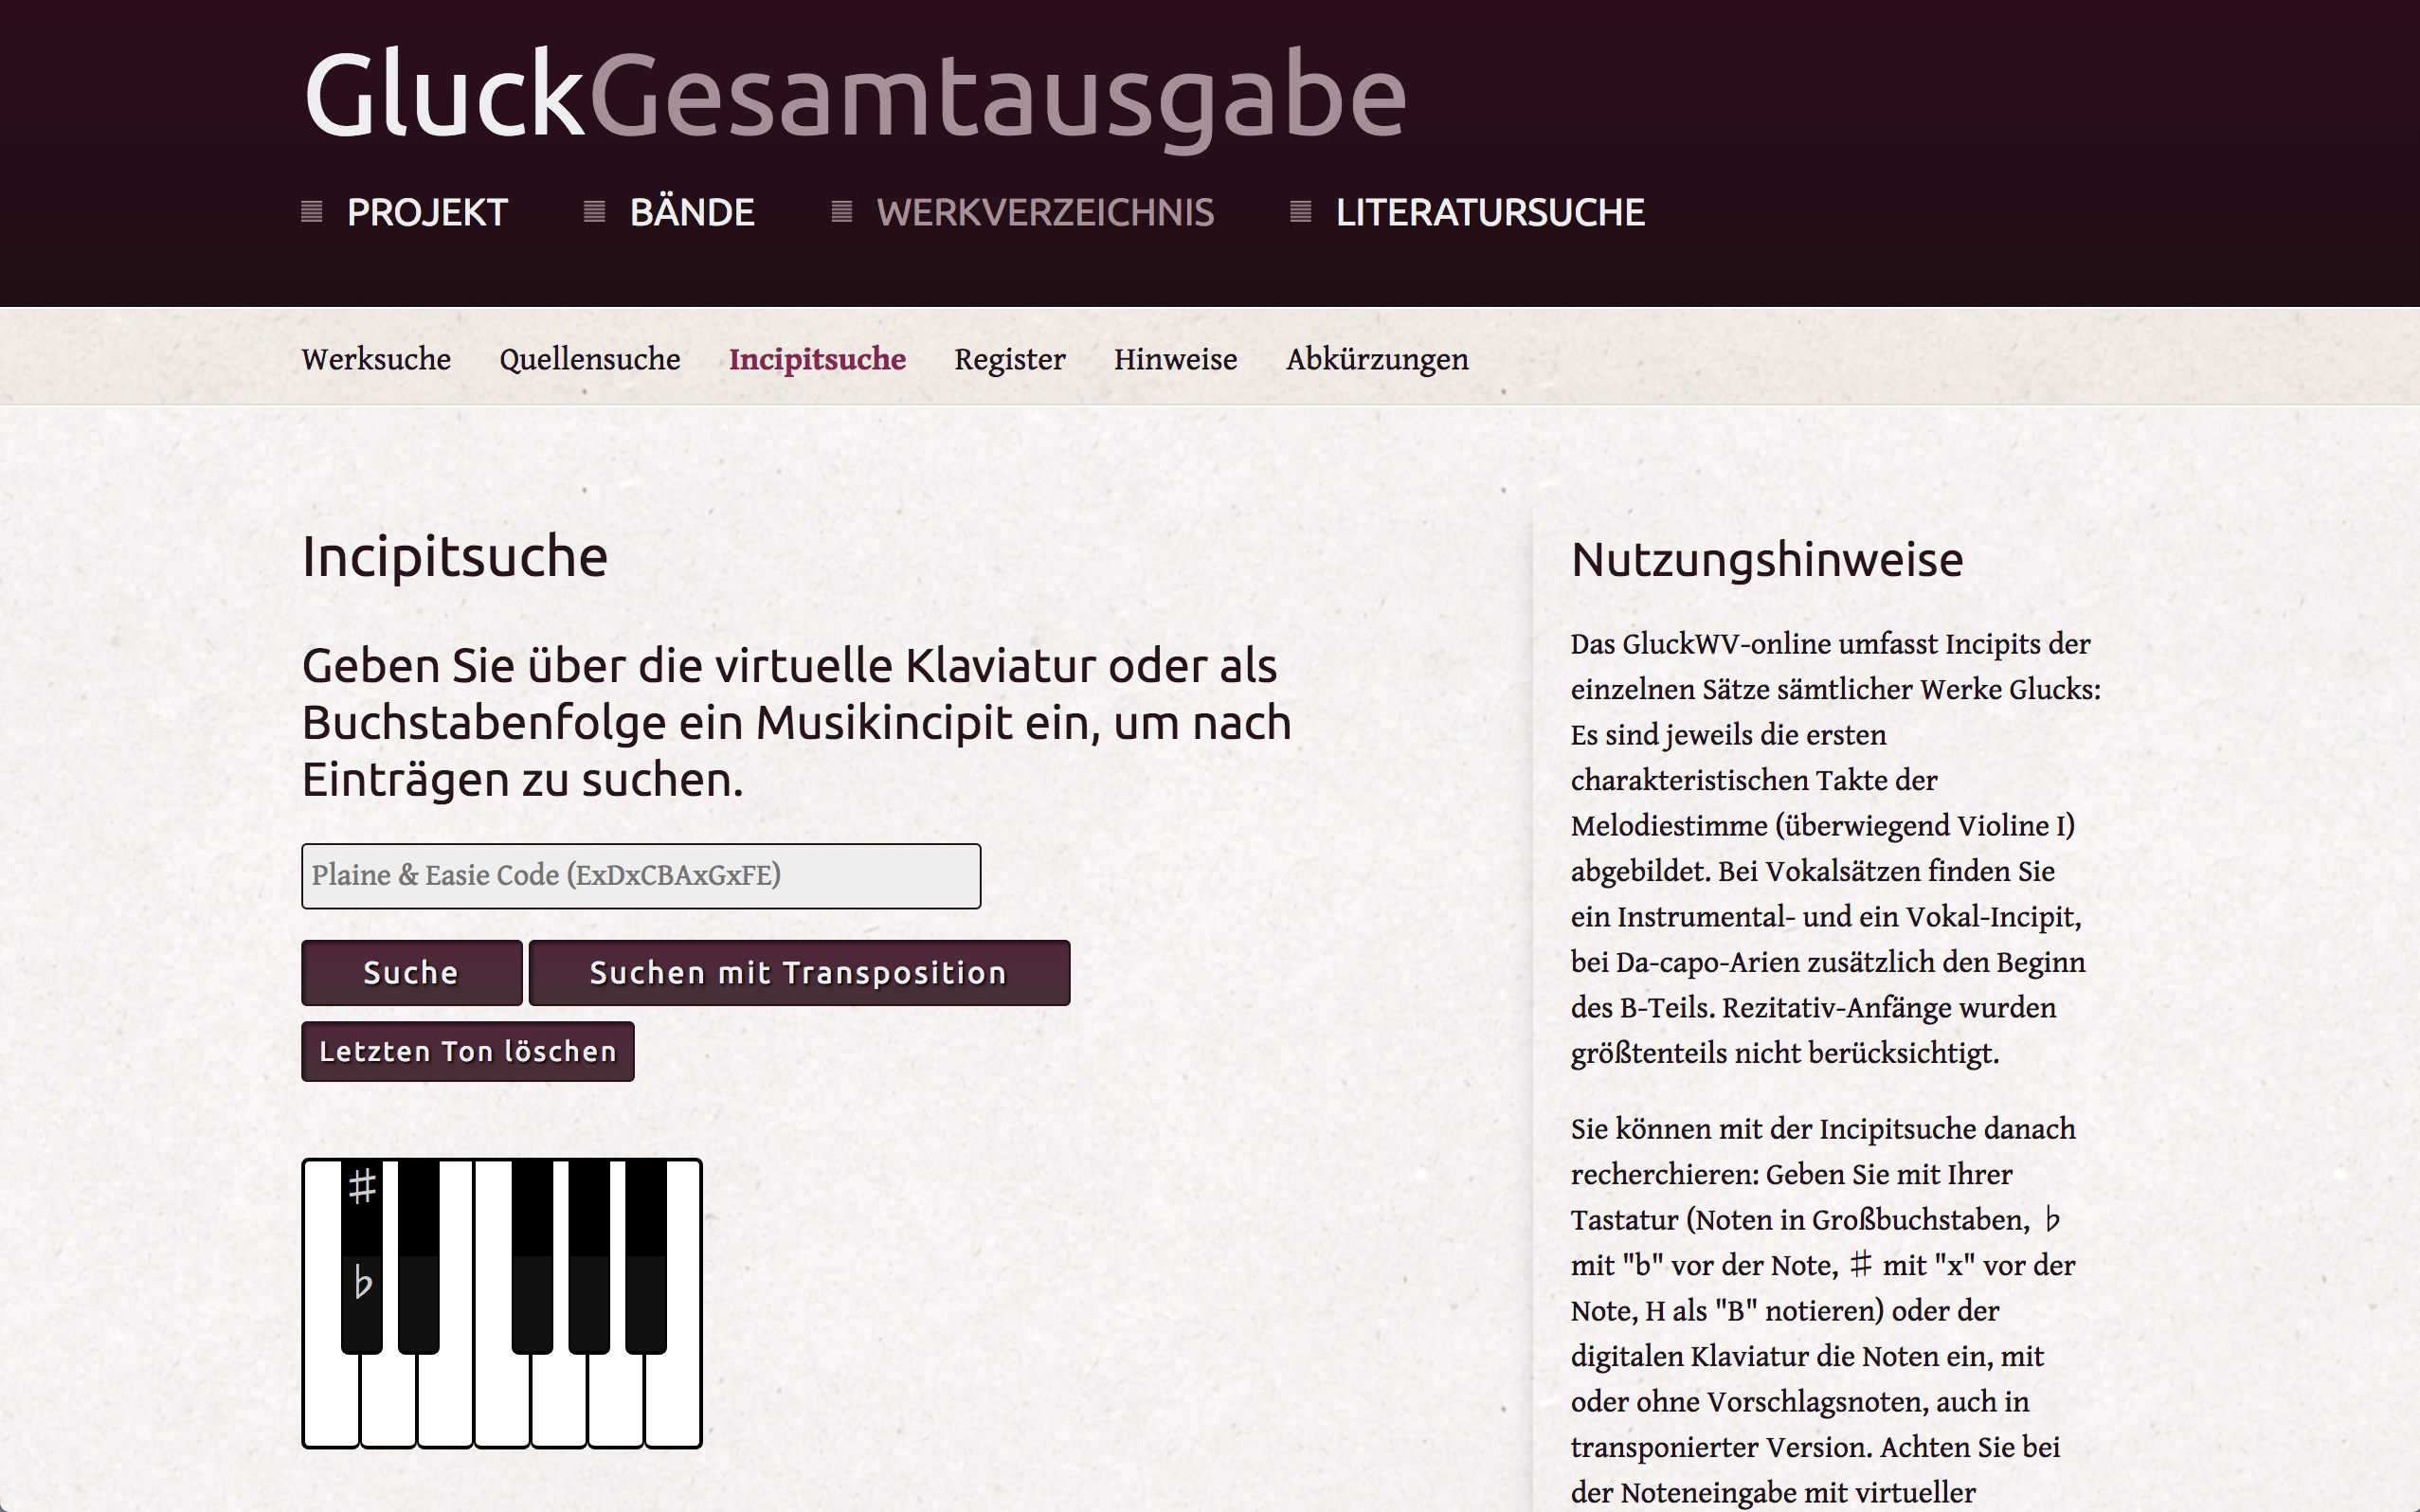 GluckGesamtausgabe
PROJEKT BÄNDE WERKVERZEICHNIS LITERATURSUCHE
Werksuche Quellensuche Incipitsuche Register Hinweise Abkürzungen
Incipitsuche
Geben Sie über die virtuelle Klaviatur oder als
Buchstabenfolge ein Musikincipit ein, um nach
Einträgen zu suchen.
Plaine & Easie Code (ExDxCBAxGxFE)
Suche Suchen mit Transposition
Letzten Ton löschen
♯
♭
Nutzungshinweise
Das GluckWV-online umfasst Incipits der
einzelnen Sätze sämtlicher Werke Glucks:
Es sind jeweils die ersten
charakteristischen Takte der
Melodiestimme (überwiegend Violine I)
abgebildet. Bei Vokalsätzen finden Sie
ein Instrumental- und ein Vokal-Incipit,
bei Da-capo-Arien zusätzlich den Beginn
des B-Teils. Rezitativ-Anfänge wurden
größtenteils nicht berücksichtigt.
Sie können mit der Incipitsuche danach
recherchieren: Geben Sie mit Ihrer
Tastatur (Noten in Großbuchstaben, ♭
mit "b" vor der Note, ♯ mit "x" vor der
Note, H als "B" notieren) oder der
digitalen Klaviatur die Noten ein, mit
oder ohne Vorschlagsnoten, auch in
transponierter Version. Achten Sie bei
der Noteneingabe mit virtueller